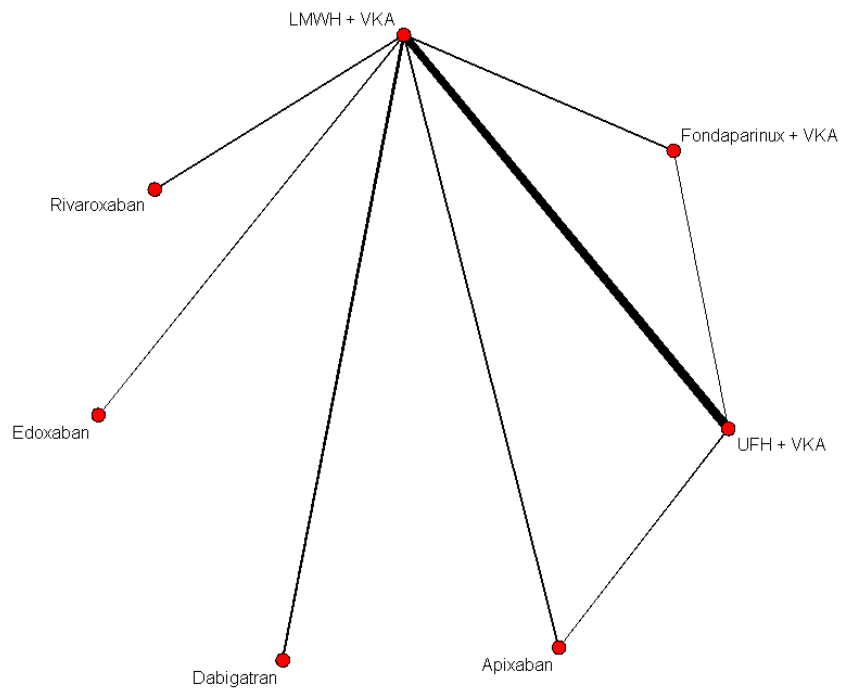 LMWH + VKA
Fondaparinux + VKA
Rivaroxaban
Edoxaban
UFH + VKA
Apixaban
Dabigatran